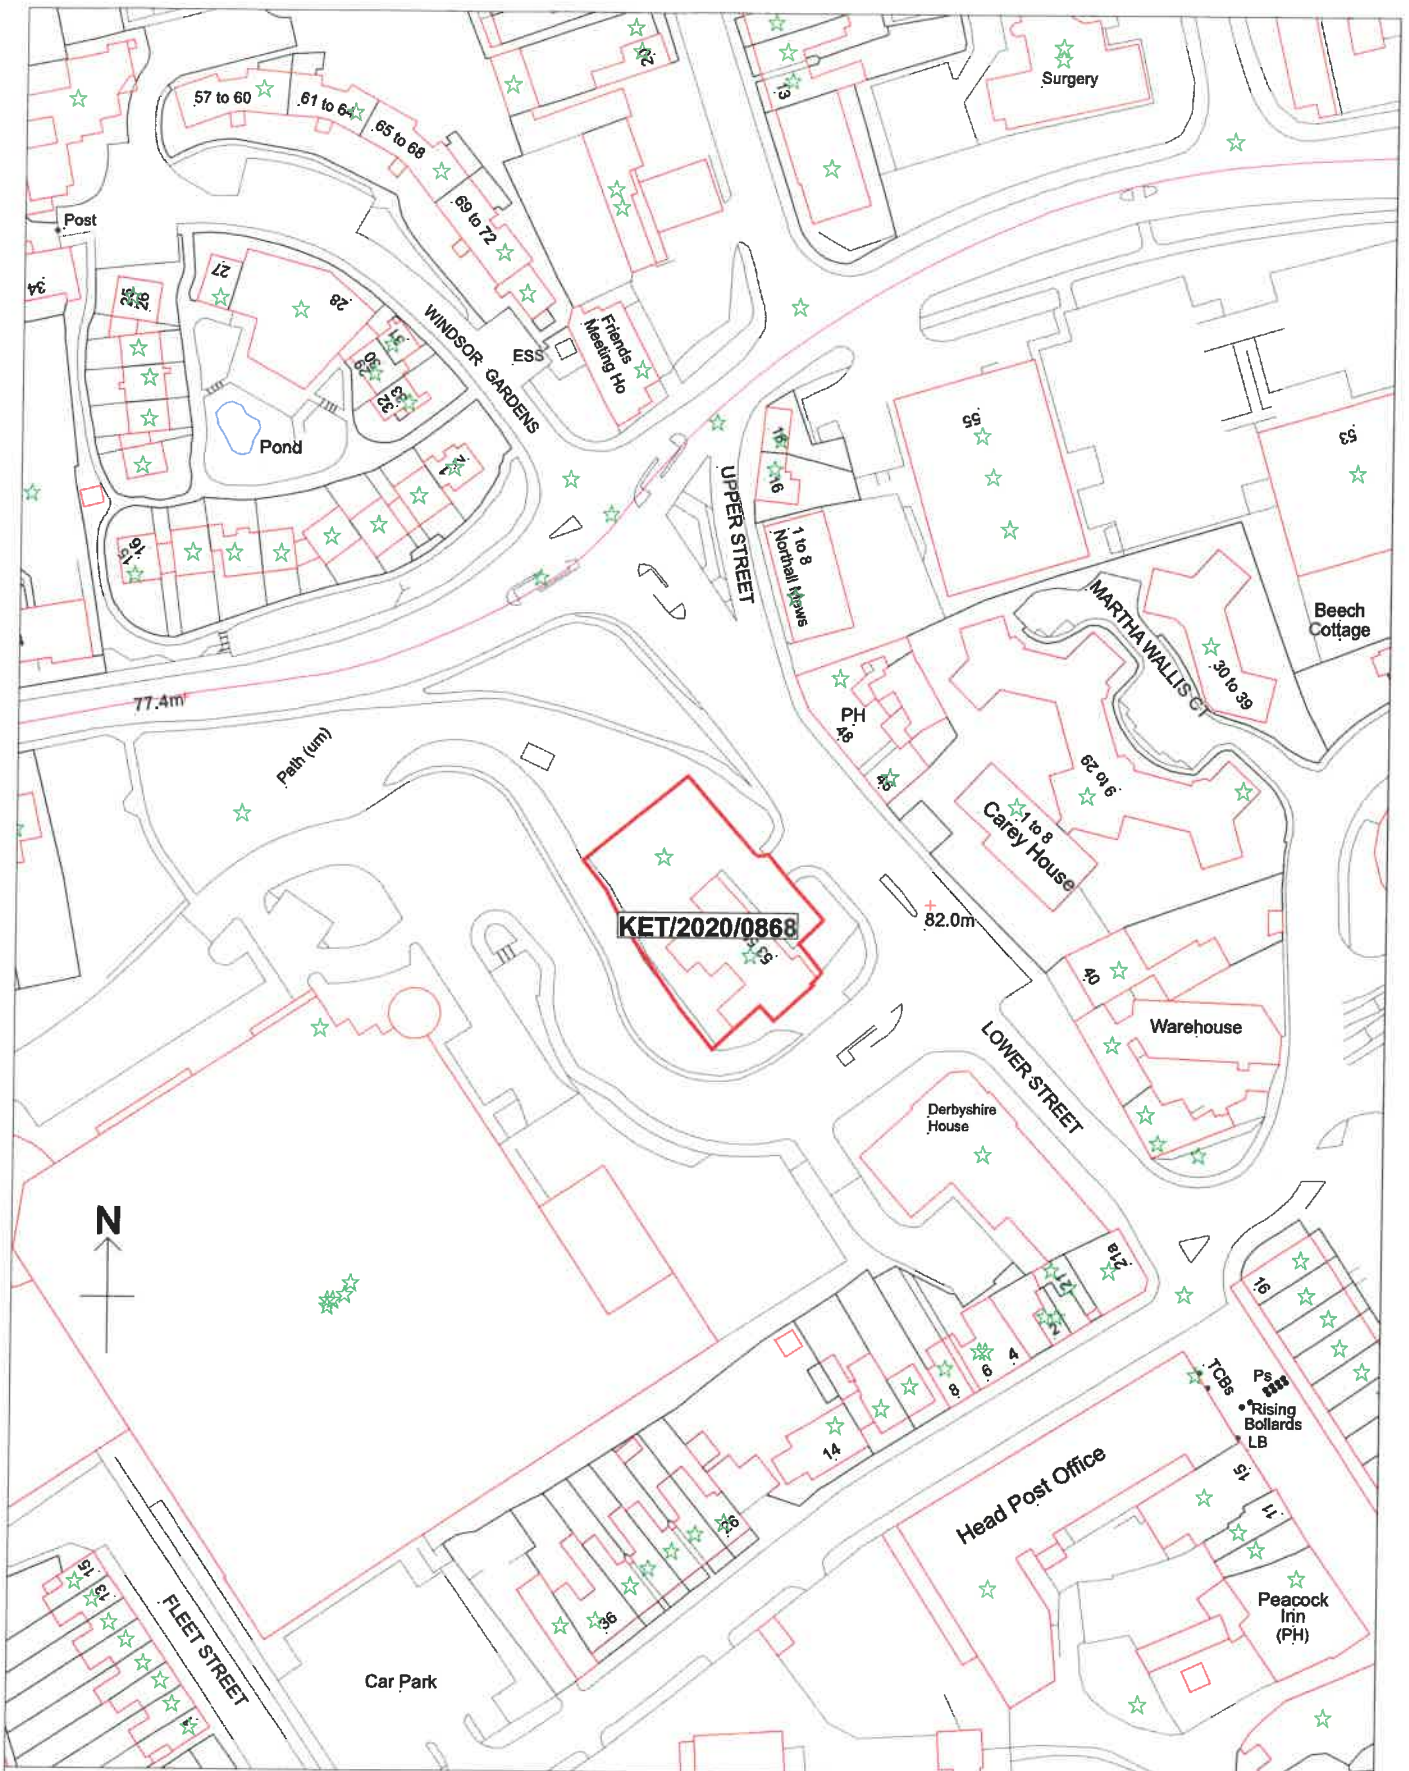 20
13
Surgery
57 to 60
61 to 64
65 to 68
69 to 72
Post
34
25
26
27
28
WINDSOR GARDENS
31
30
29
33
32
ESS
Friends
Meeting Ho
Pond
1
2
16
15
UPPER STREET
18
16
1 to 8
Northall Mews
55
53
MARTHA WALLIS CT
Beech
Cottage
30 to 39
77.4m
Path (um)
PH
48
46
9 to 29
1 to 8
Carey House
KET/2020/0868
53
82.0m
40
Warehouse
LOWER STREET
Derbyshire
House
N
21a
21
2
4
6
8
14
16
TCBs
Ps
Rising
Bollards
LB
15
11
Head Post Office
Peacock
Inn
(PH)
26
36
15
13
FLEET STREET
Car Park